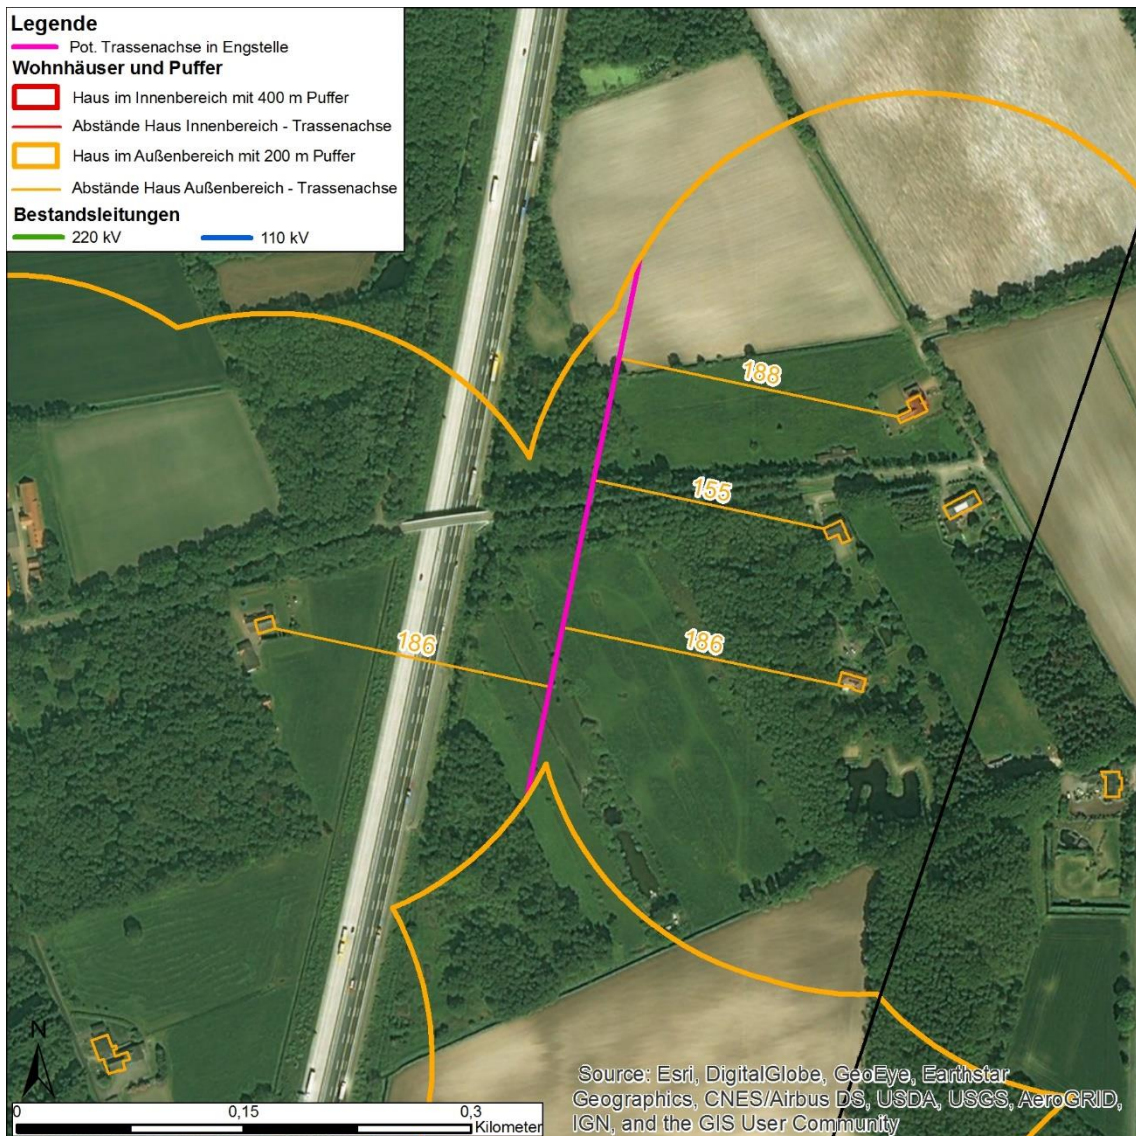 Legende
Pot. Trassenachse in Engstelle
Wohnhäuser und Puffer
Haus im Innenbereich mit 400 m Puffer
Abstände Haus Innenbereich - Trassenachse
Haus im Außenbereich mit 200 m Puffer
Abstände Haus Außenbereich - Trassenachse
Bestandsleitungen
220 kV 110 kV
188
155
186
186
N
0 0,15 0,3
Kilometer
Source: Esri, DigitalGlobe, GeoEye, Earthstar
Geographics, CNES/Airbus DS, USDA, USGS, AeroGRID,
IGN, and the GIS User Community